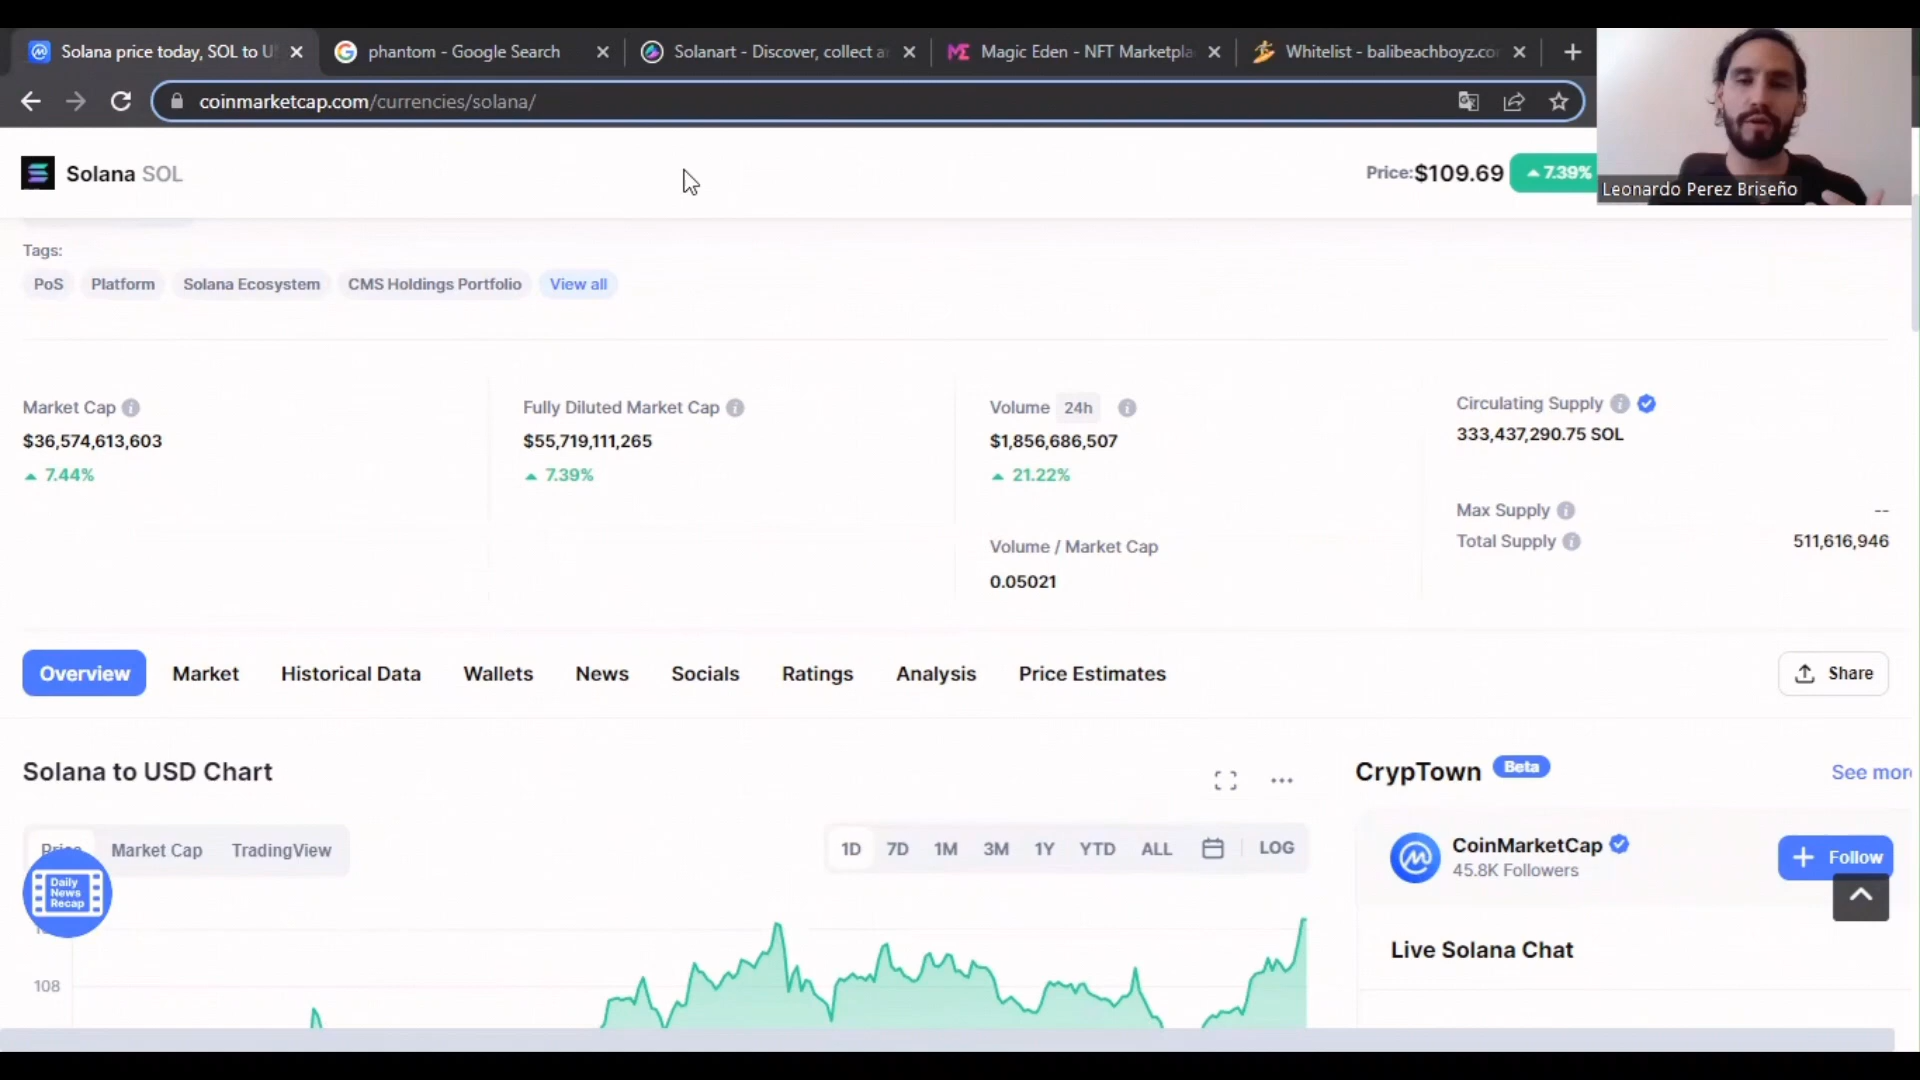 Solana price today, SOL to U
phantom - Google Search
Solanart - Discover, collect a
Magic Eden - NFT Marketpla
Whitelist - balibeachboyz.co
coinmarketcap.com/currencies/solana/
Leonardo Perez Briseño
Solana SOL
Price: $109.69
7.39%
Tags:
PoS
Platform
Solana Ecosystem
CMS Holdings Portfolio
View all
Market Cap
$36,574,613,603
7.44%
Fully Diluted Market Cap
$55,719,111,265
7.39%
Volume 24h
$1,856,686,507
21.22%
Volume / Market Cap
0.05021
Circulating Supply
333,437,290.75 SOL
Max Supply --
Total Supply 511,616,946
Overview
Market
Historical Data
Wallets
News
Socials
Ratings
Analysis
Price Estimates
Share
Solana to USD Chart
Price
Market Cap
TradingView
1D
7D
1M
3M
1Y
YTD
ALL
LOG
Daily
News
Recap
108
CrypTown Beta
See more
CoinMarketCap
45.8K Followers
+ Follow
Live Solana Chat